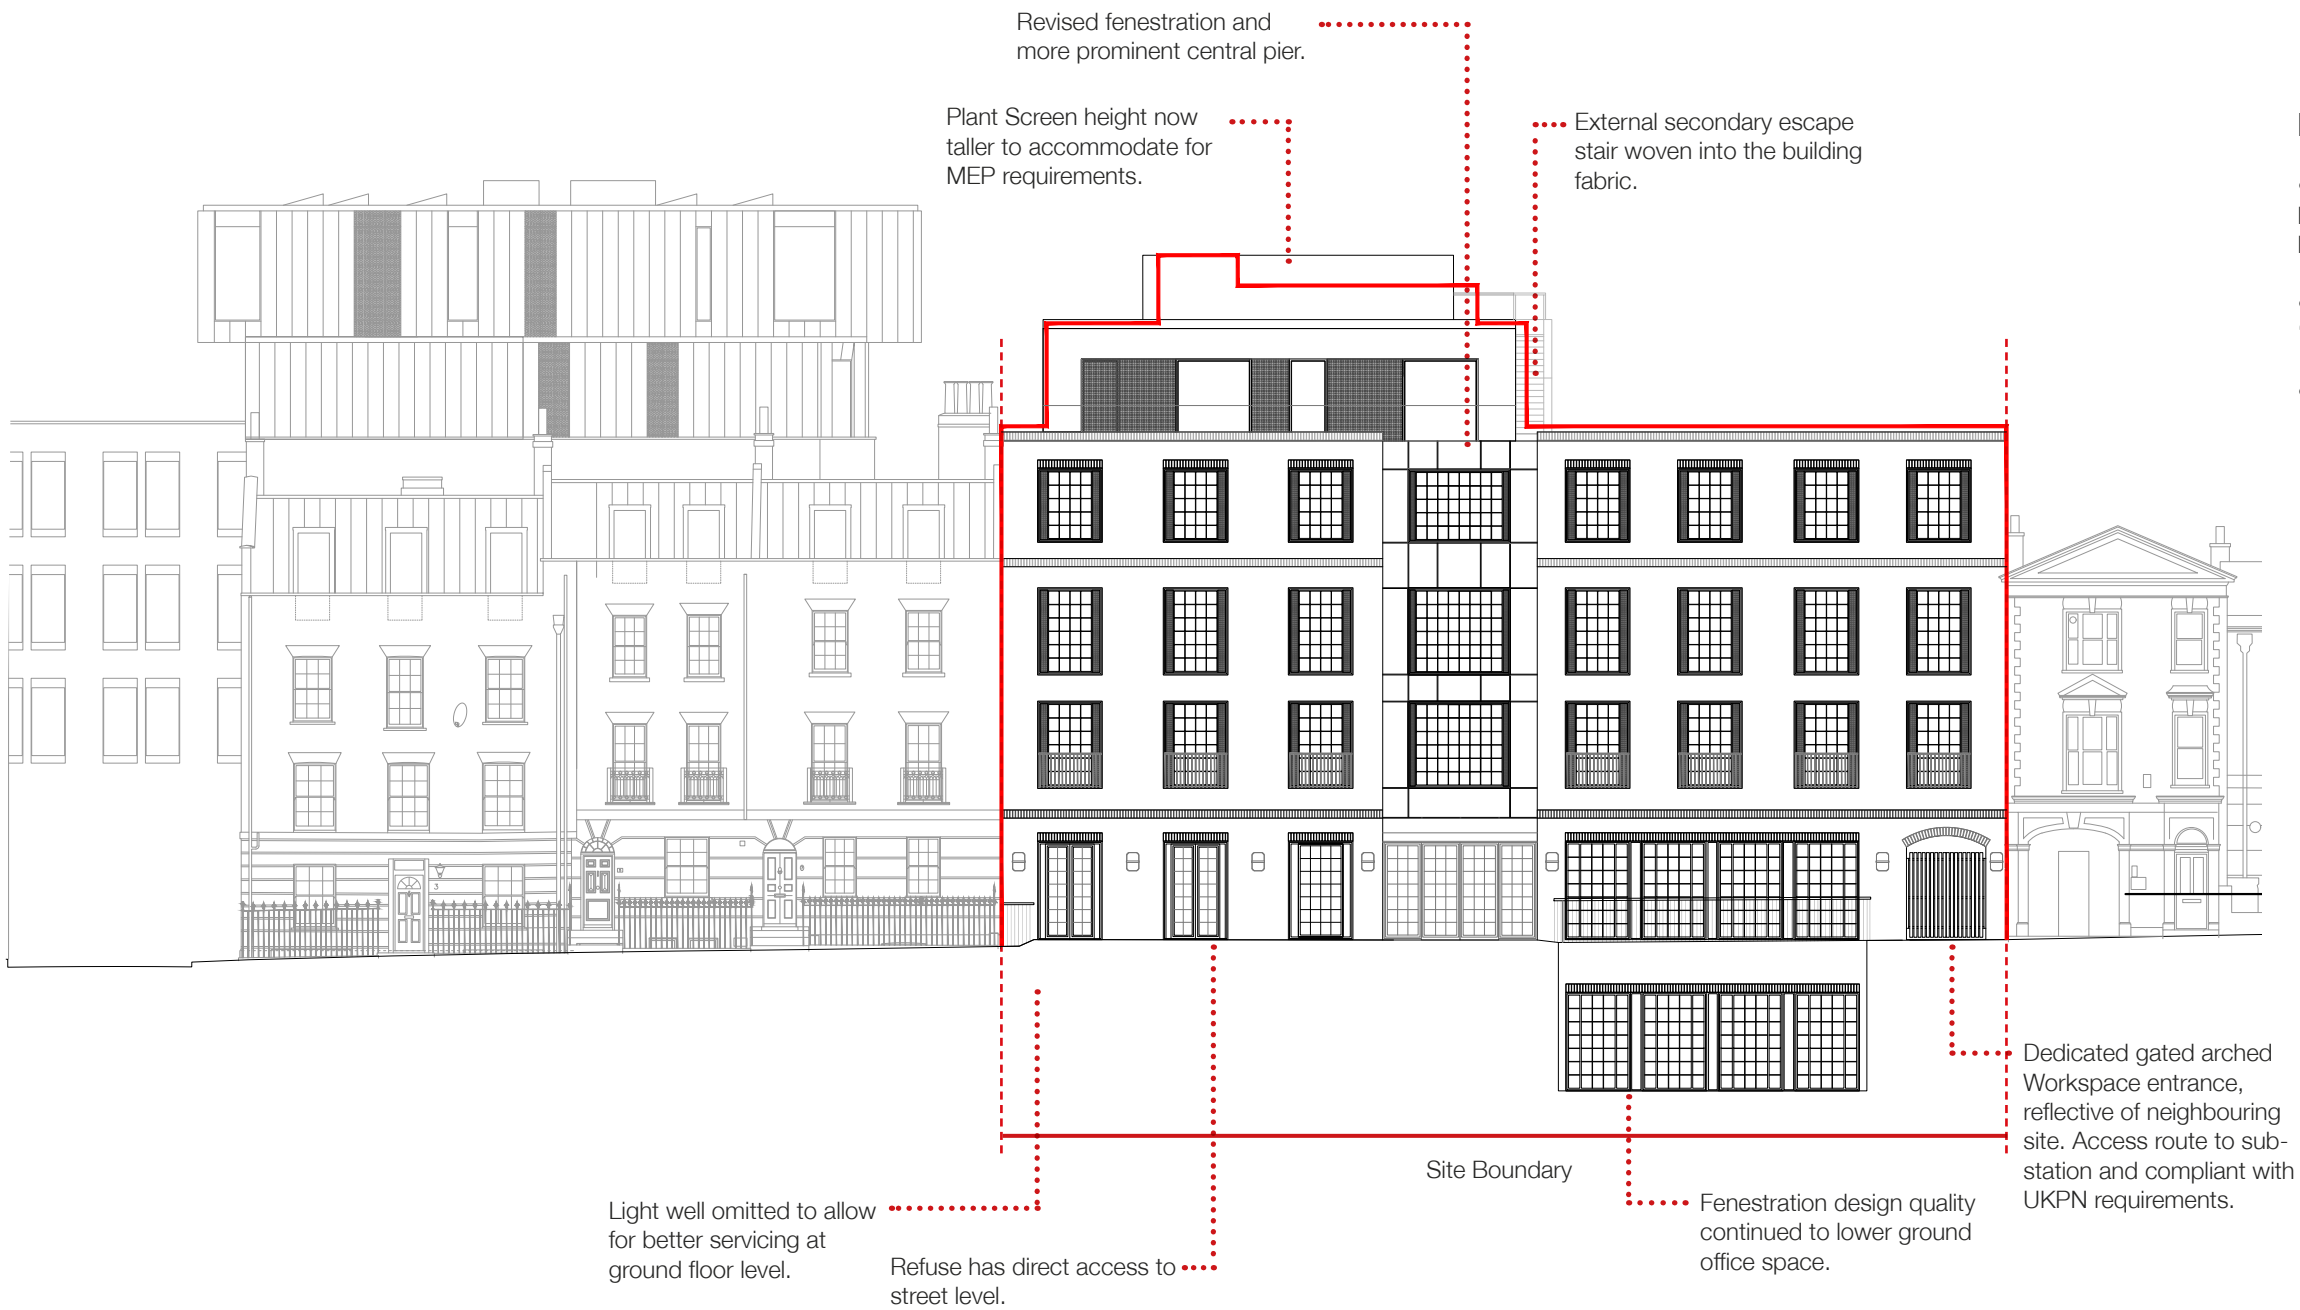 Revised fenestration and
more prominent central pier.
Plant Screen height now
taller to accommodate for
MEP requirements.
External secondary escape
stair woven into the building
fabric.
3
Dedicated gated arched
Workspace entrance,
reflective of neighbouring
site. Access route to sub-
station and compliant with
UKPN requirements.
Site Boundary
Light well omitted to allow
for better servicing at
ground floor level.
Refuse has direct access to
street level.
Fenestration design quality
continued to lower ground
office space.